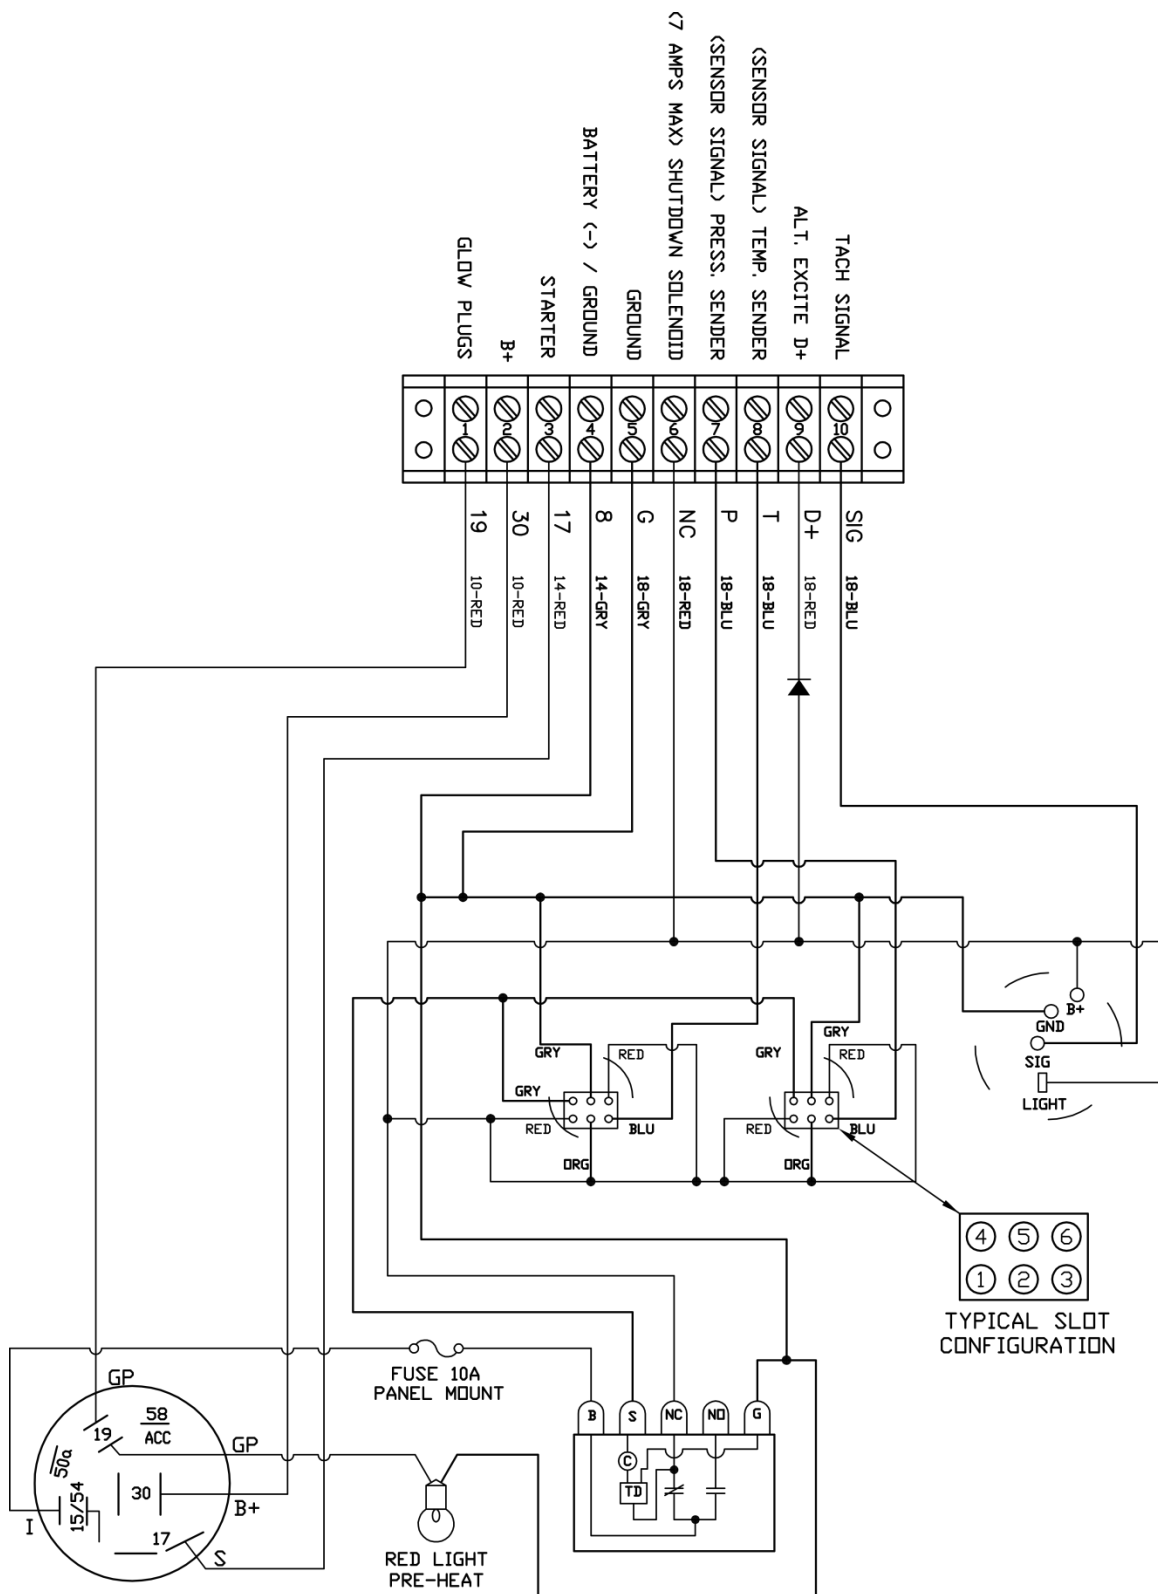 GLOW PLUGS
B+
STARTER
BATTERY (-) / GROUND
GROUND
(7 AMPS MAX) SHUTDOWN SOLENOID
(SENSOR SIGNAL) PRESS. SENDER
(SENSOR SIGNAL) TEMP. SENDER
ALT. EXCITE D+
TACH SIGNAL
1 2 3 4 5 6 7 8 9 10
19 30 17 8 G NC P T D+ SIG
10-RED 10-RED 14-RED 14-GRY 18-GRY 18-RED 18-BLU 18-BLU 18-RED 18-BLU
B+
GND
SIG
LIGHT
GRY RED
GRY
RED BLU
ORG
GRY GRY RED
RED BLU
ORG
4 5 6
1 2 3
TYPICAL SLOT
CONFIGURATION
FUSE 10A
PANEL MOUNT
GP
58
ACC
19
50a
GP
30
15/54
B+
I
17
S
RED LIGHT
PRE-HEAT
B S NC NO G
C
TD